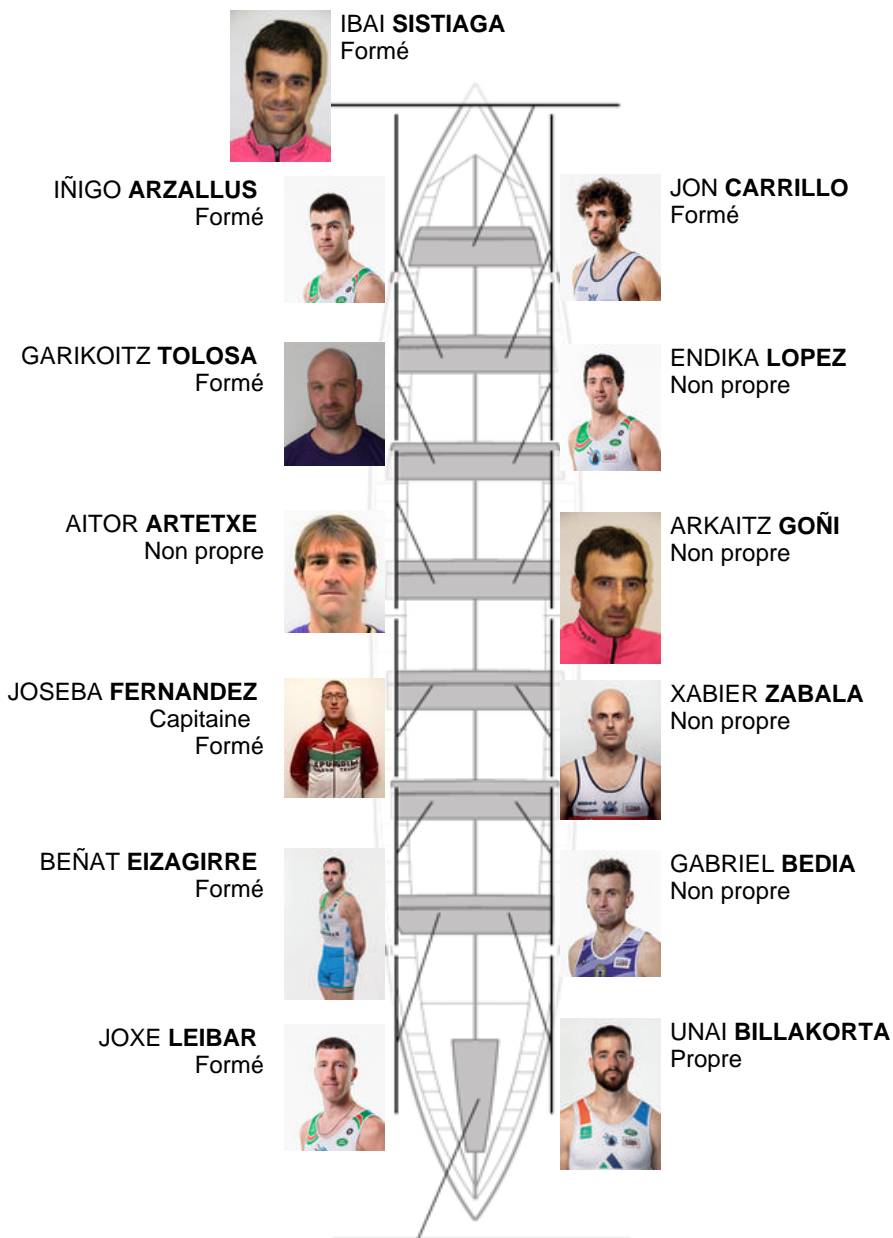 IBAI SISTIAGA
Formé
IÑIGO ARZALLUS
Formé
JON CARRILLO
Formé
GARIKOITZ TOLOSA
Formé
ENDIKA LOPEZ
Non propre
AITOR ARTETXE
Non propre
ARKAITZ GOÑI
Non propre
JOSEBA FERNANDEZ
Capitaine
Formé
XABIER ZABALA
Non propre
BEÑAT EIZAGIRRE
Formé
GABRIEL BEDIA
Non propre
JOXE LEIBAR
Formé
UNAI BILLAKORTA
Propre